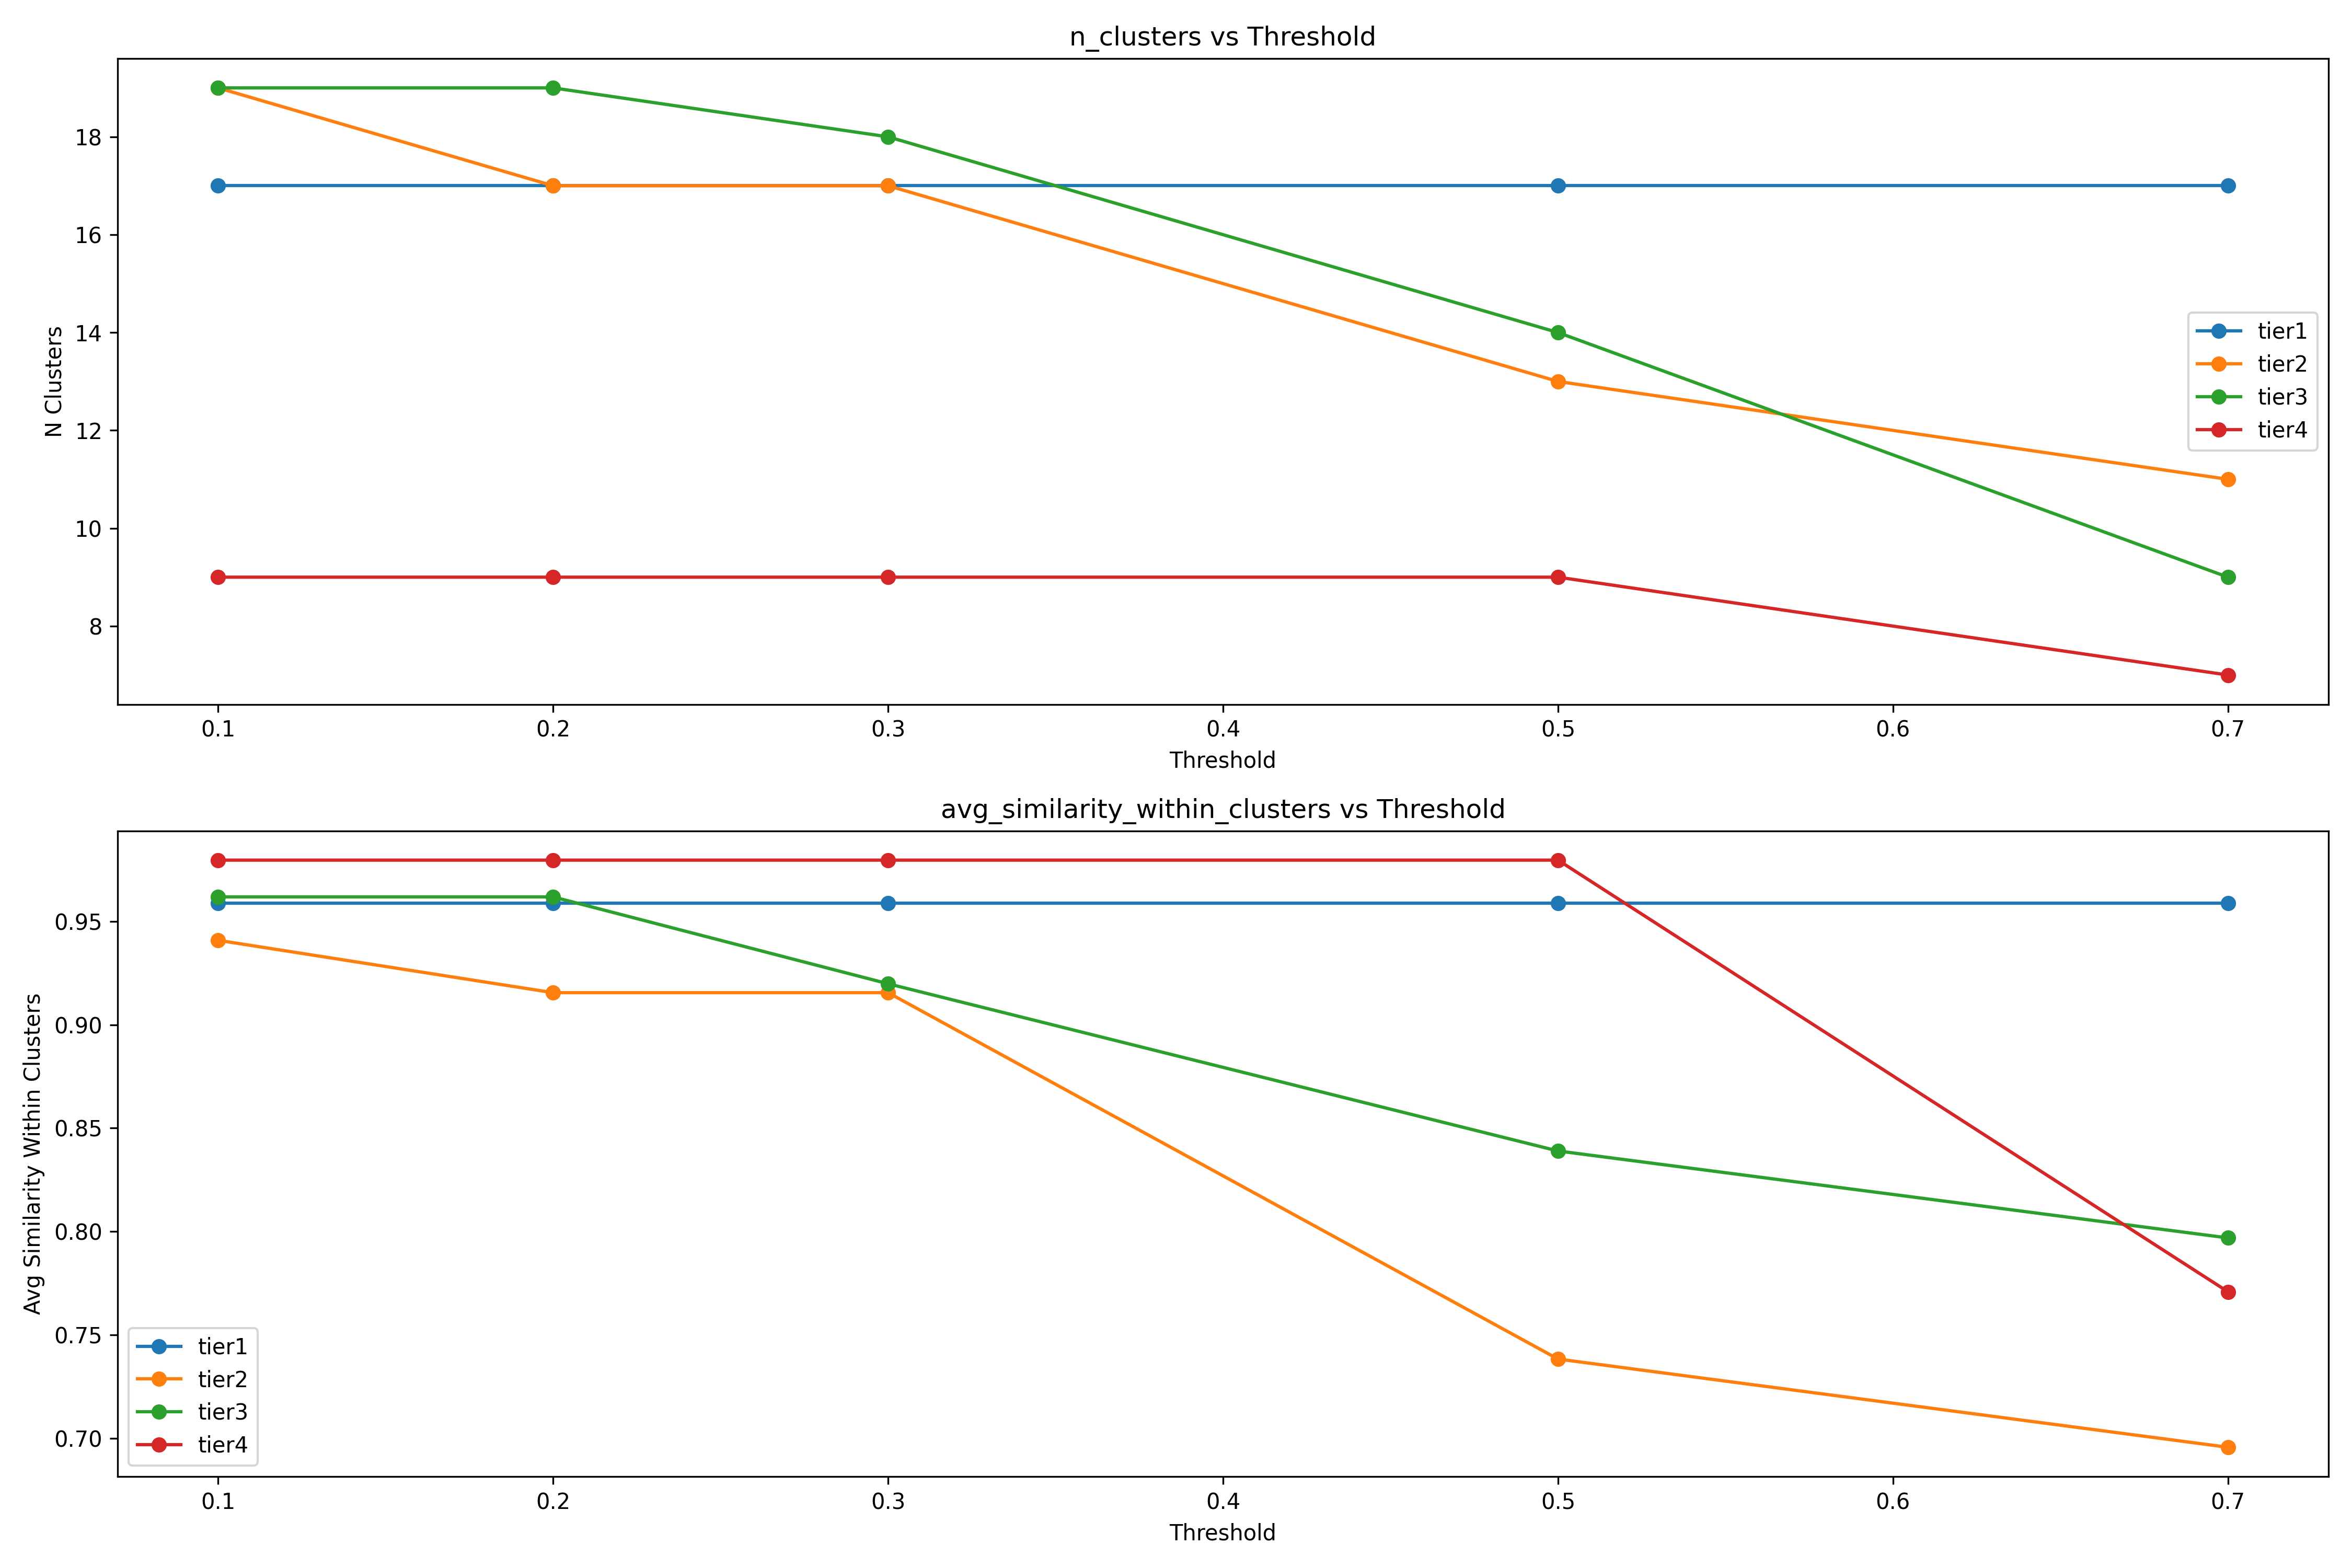 n_clusters vs Threshold
18
16
14
12
10
8
N Clusters
tier1
tier2
tier3
tier4
0.1 0.2 0.3 0.4 0.5 0.6 0.7
Threshold
avg_similarity_within_clusters vs Threshold
0.95
0.90
0.85
0.80
0.75
0.70
Avg Similarity Within Clusters
tier1
tier2
tier3
tier4
0.1 0.2 0.3 0.4 0.5 0.6 0.7
Threshold